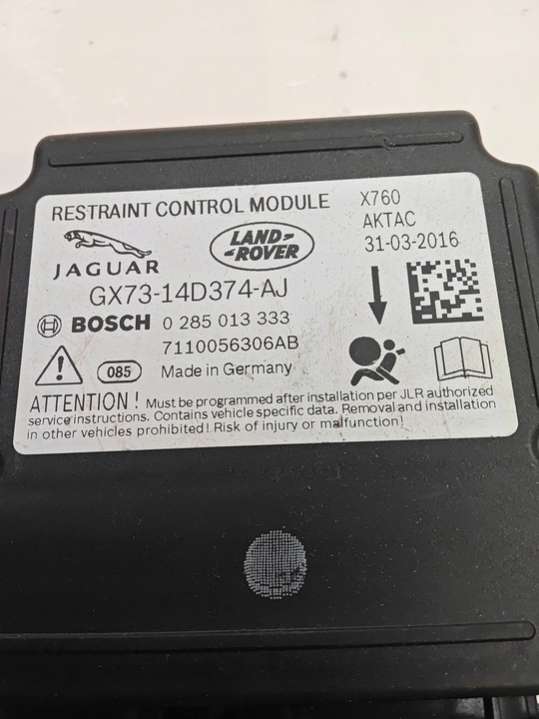 RESTRAINT CONTROL MODULE
X760
AKTAC
31-03-2016
JAGUAR
LAND-
ROVER
GX73-14D374-AJ
BOSCH 0 285 013 333
7110056306AB
085 Made in Germany
ATTENTION ! Must be programmed after installation per JLR authorized
service instructions. Contains vehicle specific data. Removal and installation
in other vehicles prohibited! Risk of injury or malfunction!